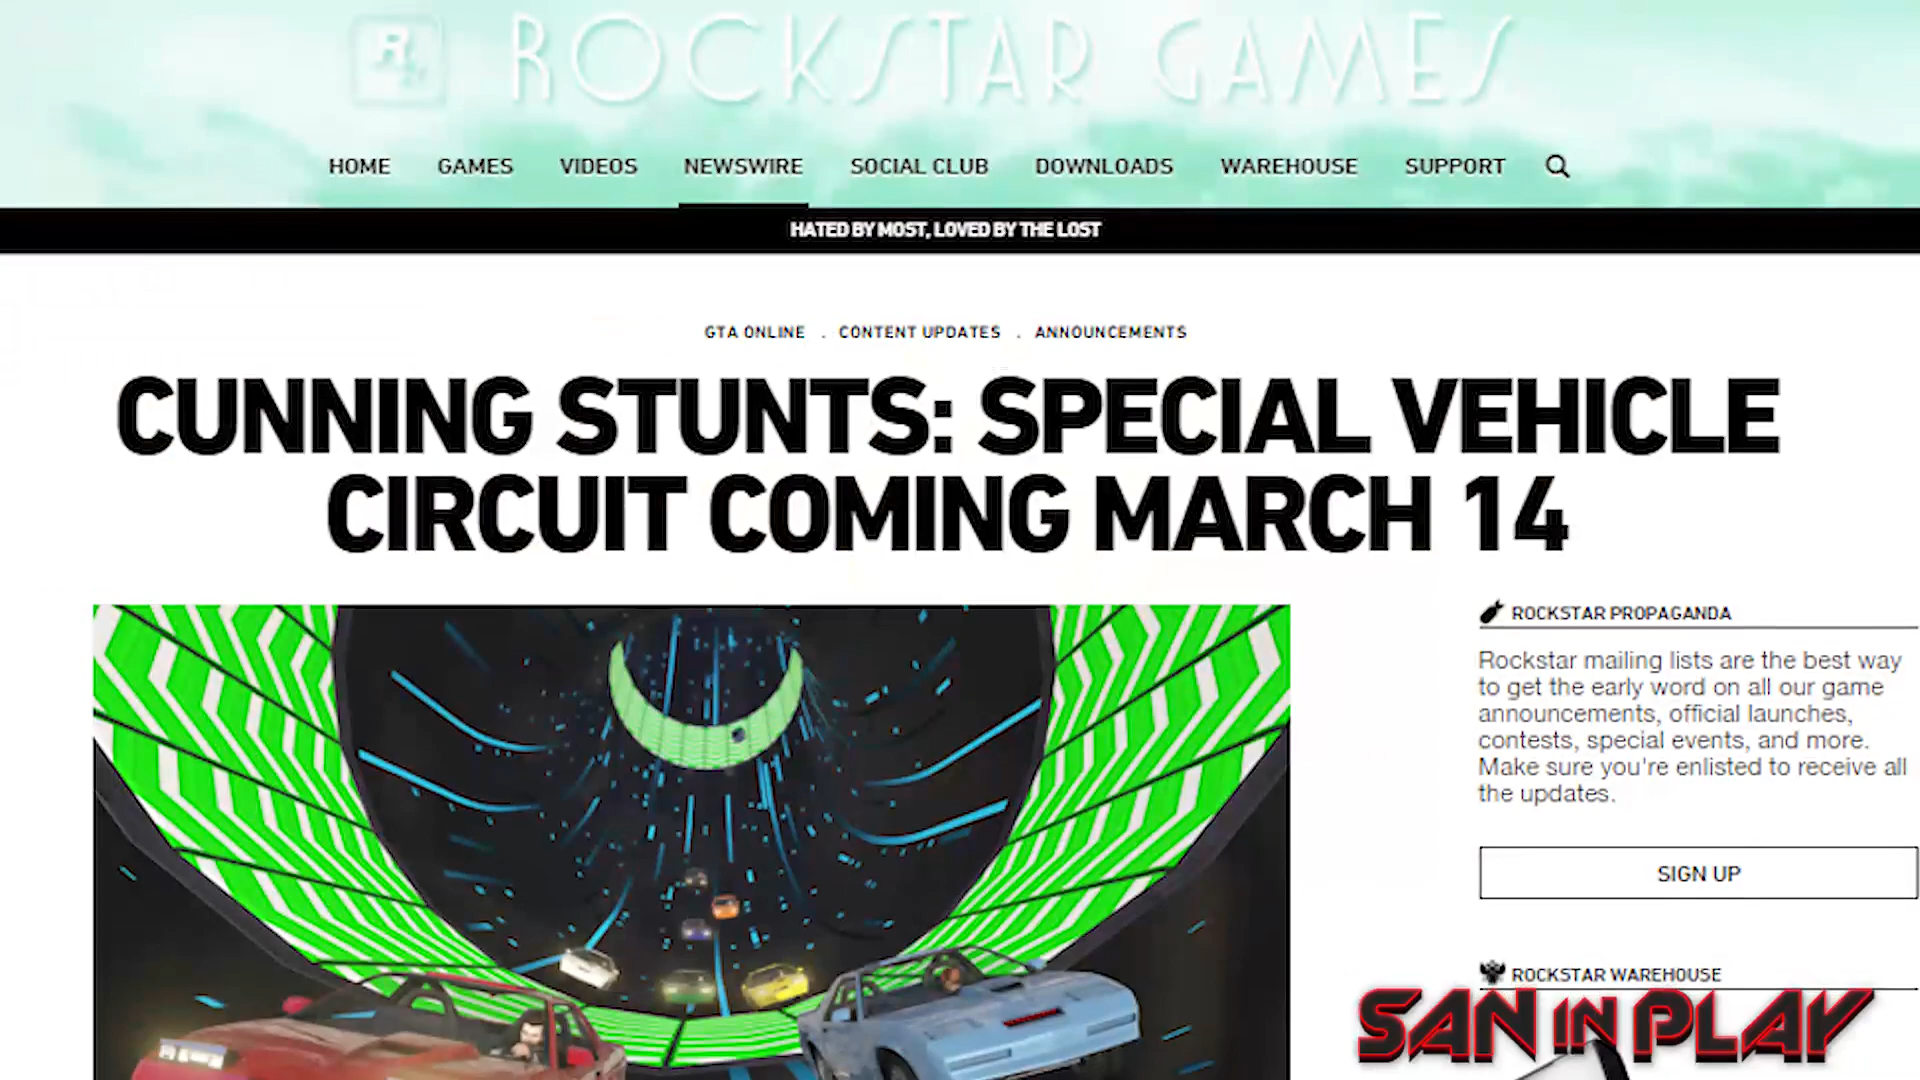 R
ROCKSTAR GAMES
HOME GAMES VIDEOS NEWSWIRE SOCIAL CLUB DOWNLOADS WAREHOUSE SUPPORT
HATED BY MOST, LOVED BY THE LOST
GTA ONLINE . CONTENT UPDATES . ANNOUNCEMENTS
CUNNING STUNTS: SPECIAL VEHICLE
CIRCUIT COMING MARCH 14
ROCKSTAR PROPAGANDA
Rockstar mailing lists are the best way
to get the early word on all our game
announcements, official launches,
contests, special events, and more.
Make sure you're enlisted to receive all
the updates.
SIGN UP
ROCKSTAR WAREHOUSE
SAN IN PLAY